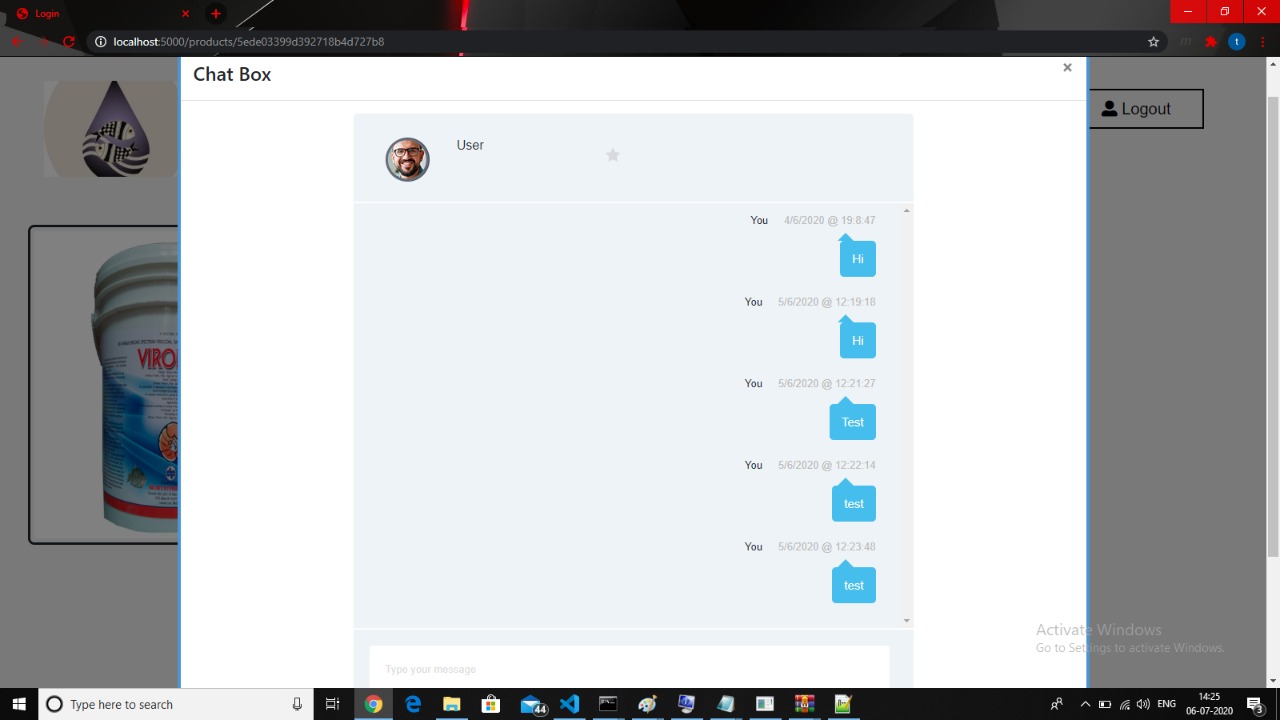 Login
localhost:5000/products/5ede03399d392718b4d727b8
t
Chat Box
×
Logout
User
You 4/6/2020 @ 19:8:47
Hi
You 5/6/2020 @ 12:19:18
Hi
You 5/6/2020 @ 12:21:27
Test
You 5/6/2020 @ 12:22:14
test
You 5/6/2020 @ 12:23:48
test
Type your message
Activate Windows
Go to Settings to activate Windows.
Type here to search
44
ENG
14:25
06-07-2020
3